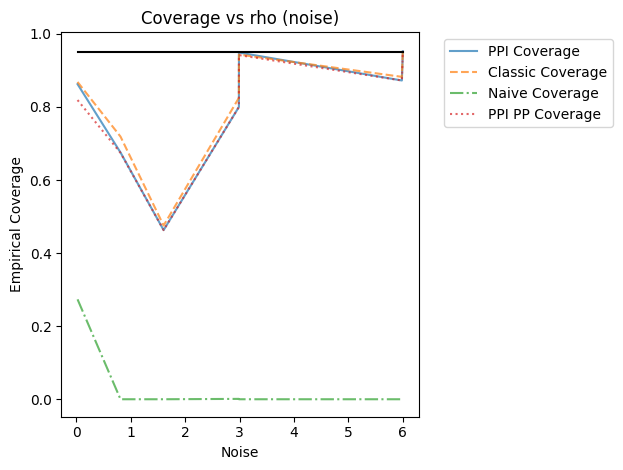 Coverage vs rho (noise)
1.0
0.8
0.6
0.4
0.2
0.0
Empirical Coverage
0 1 2 3 4 5 6
Noise
PPI Coverage
Classic Coverage
Naive Coverage
PPI PP Coverage